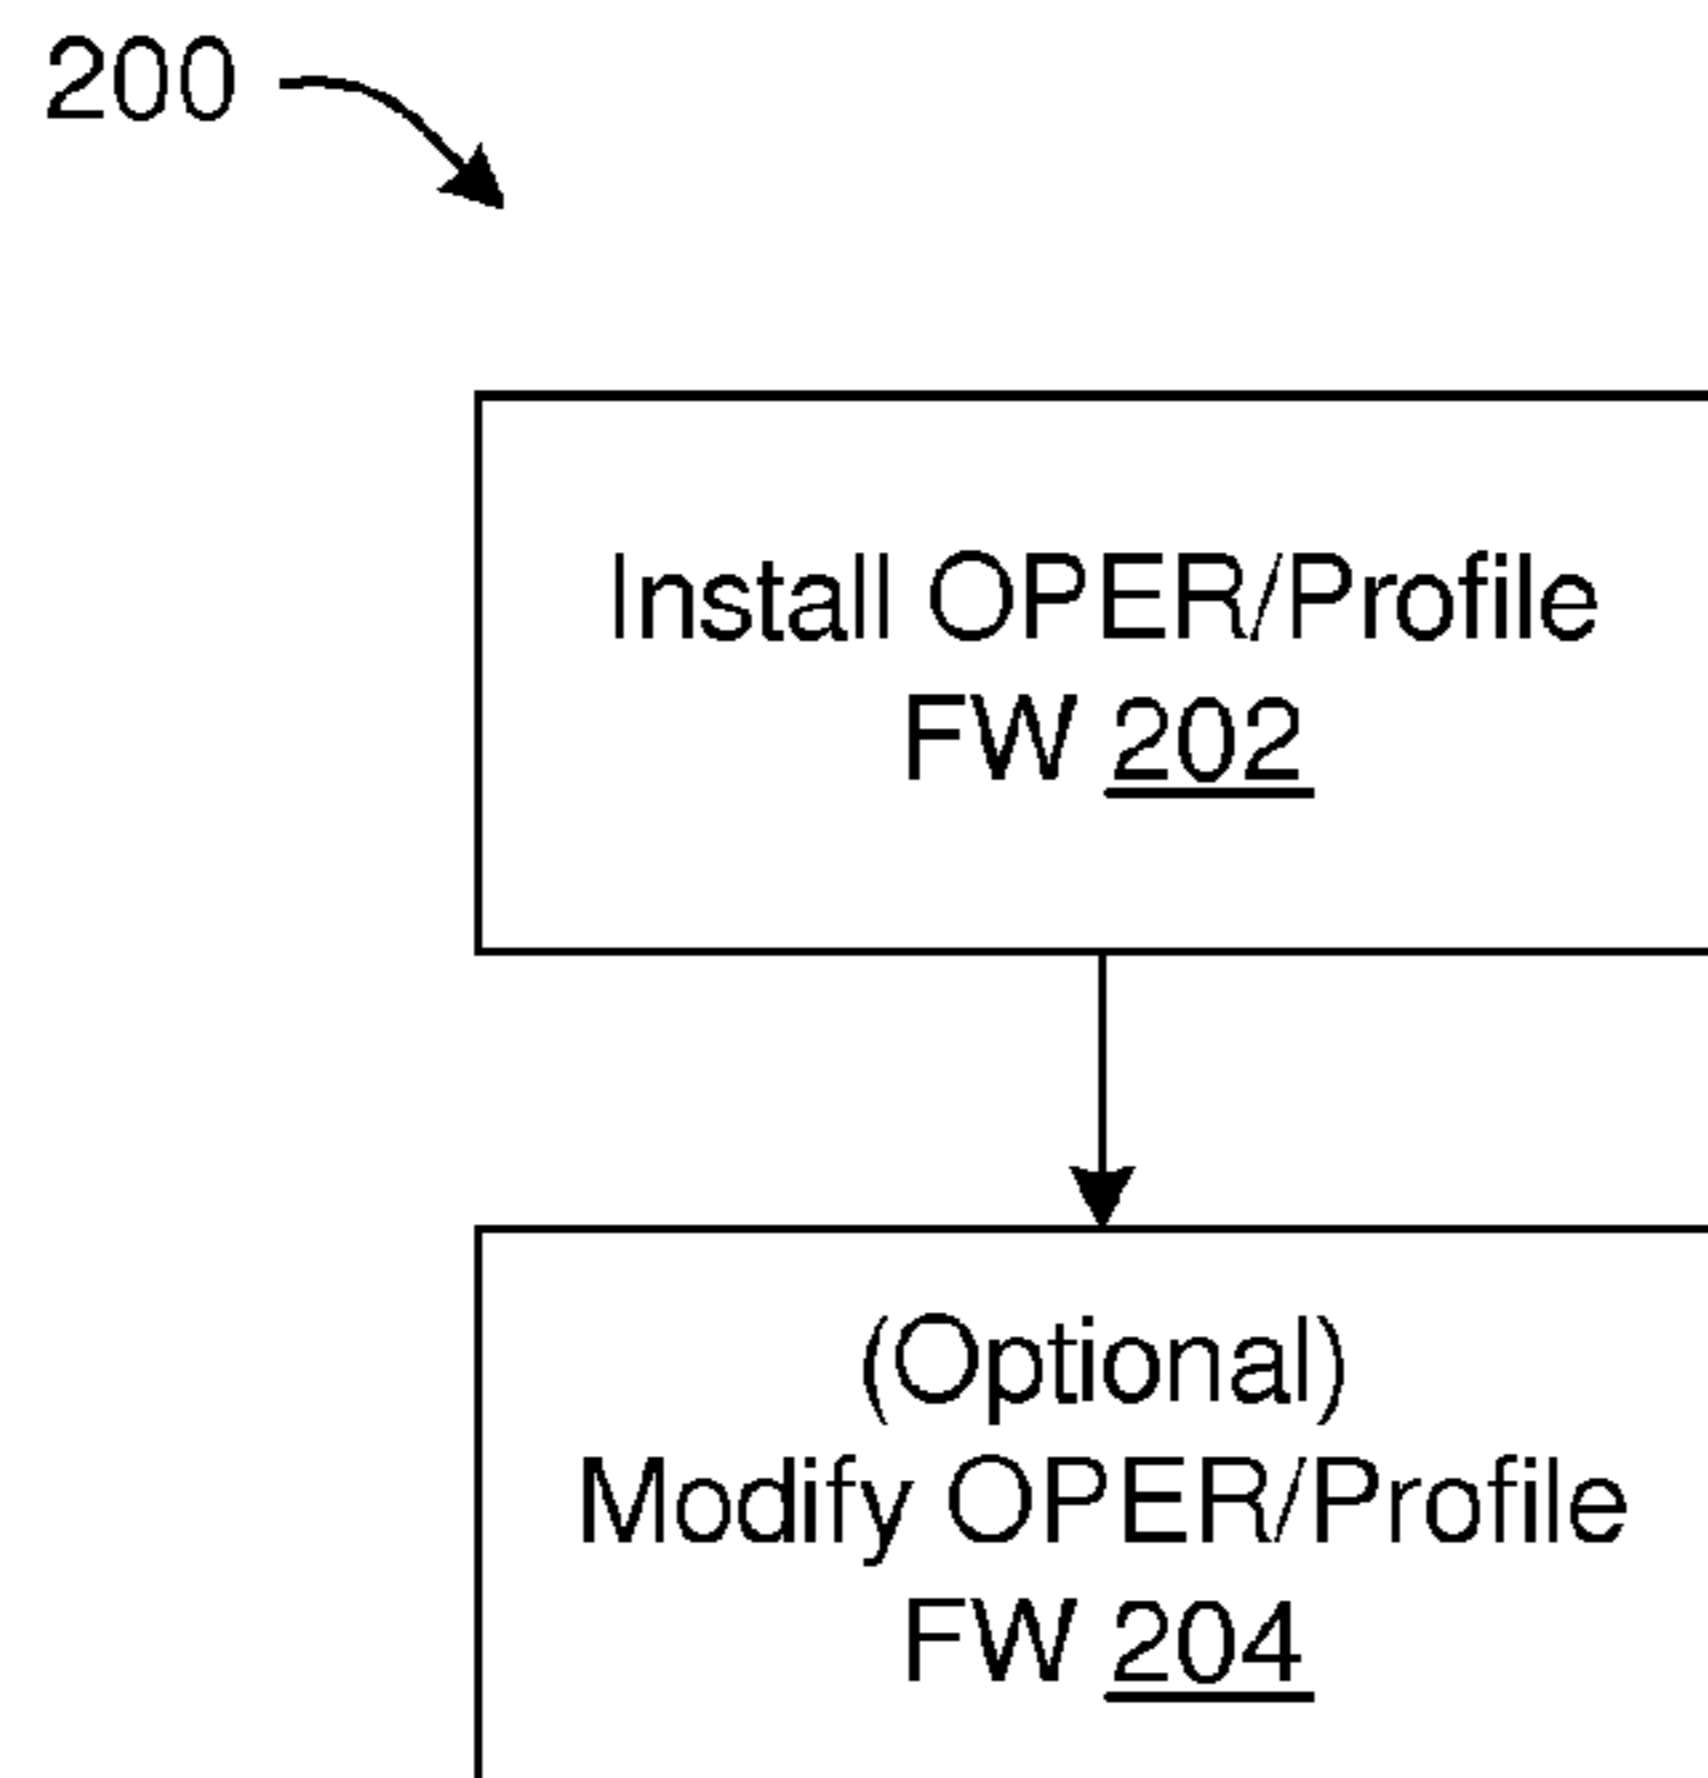 200
Install OPER/Profile
FW 202
(Optional)
Modify OPER/Profile
FW 204